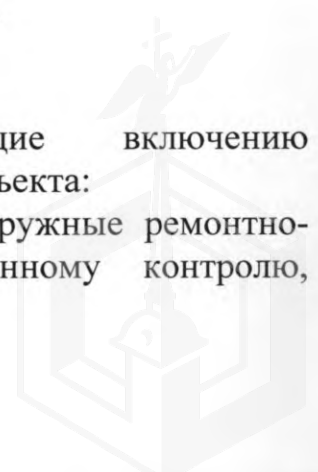 щие включению
ъекта:
ружные ремонтно-
нному контролю,